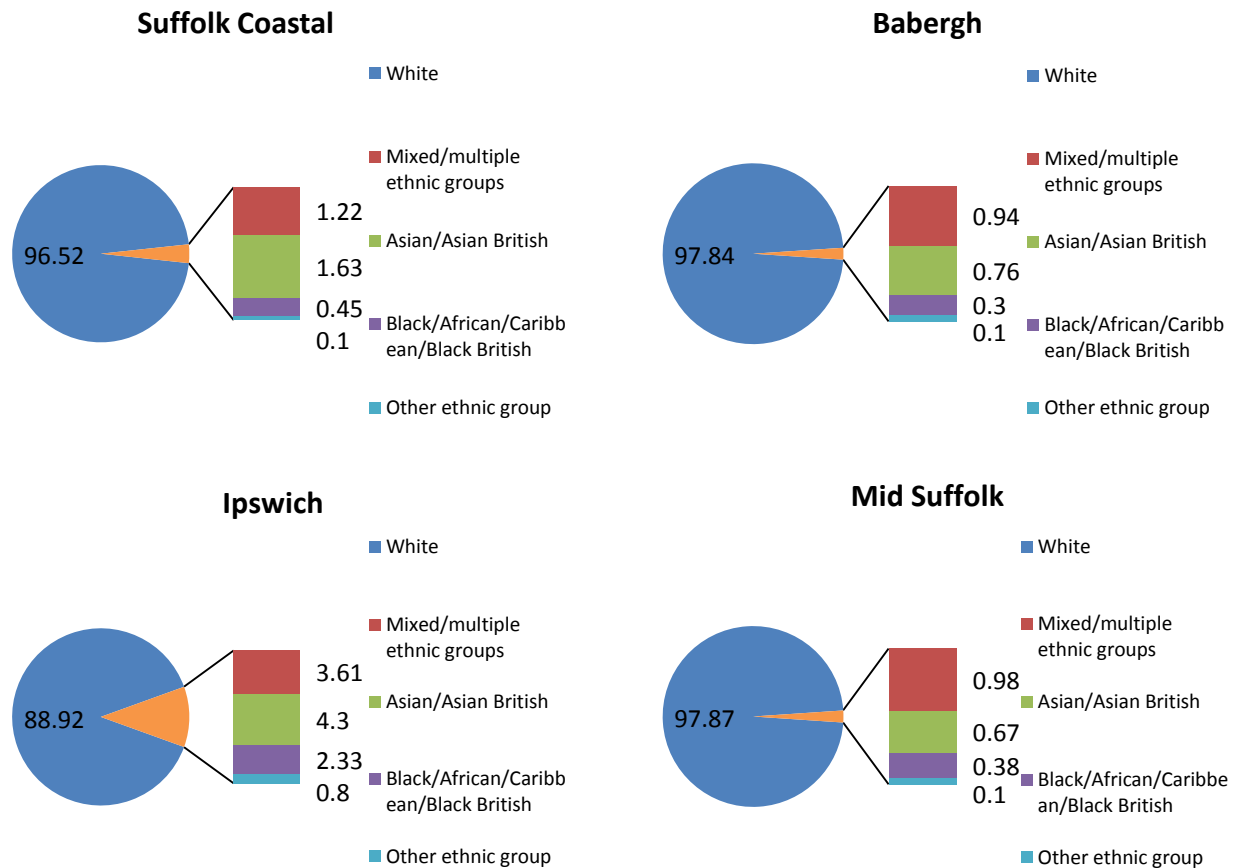 Suffolk Coastal
White
Mixed/multiple
ethnic groups
Asian/Asian British
Black/African/Caribb
ean/Black British
Other ethnic group
96.52
1.22
1.63
0.45
0.1
Babergh
White
Mixed/multiple
ethnic groups
Asian/Asian British
Black/African/Caribb
ean/Black British
Other ethnic group
97.84
0.94
0.76
0.3
0.1
Ipswich
White
Mixed/multiple
ethnic groups
Asian/Asian British
Black/African/Caribb
ean/Black British
Other ethnic group
88.92
3.61
4.3
2.33
0.8
Mid Suffolk
White
Mixed/multiple
ethnic groups
Asian/Asian British
Black/African/Caribbe
an/Black British
Other ethnic group
97.87
0.98
0.67
0.38
0.1